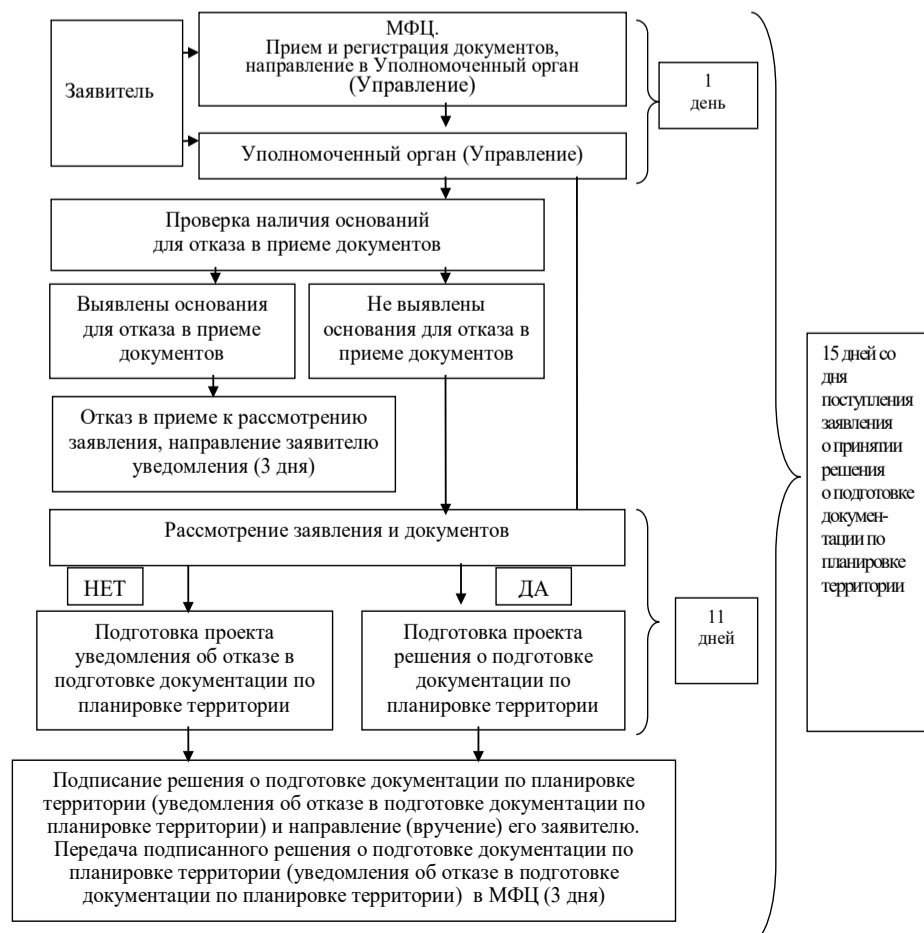 МФЦ.
Прием и регистрация документов,
направление в Уполномоченный орган
(Управление)
Заявитель
1
день
Уполномоченный орган (Управление)
Проверка наличия оснований
для отказа в приеме документов
Выявлены основания
для отказа в приеме
документов
Не выявлены
основания для отказа в
приеме документов
Отказ в приеме к рассмотрению
заявления, направление заявителю
уведомления (3 дня)
15 дней со
дня
поступления
заявления
о принятии
решения
о подготовке
докумен-
тации по
планировке
территории
Рассмотрение заявления и документов
НЕТ
ДА
11
дней
Подготовка проекта
уведомления об отказе в
подготовке документации по
планировке территории
Подготовка проекта
решения о подготовке
документации по
планировке территории
Подписание решения о подготовке документации по планировке
территории (уведомления об отказе в подготовке документации по
планировке территории) и направление (вручение) его заявителю.
Передача подписанного решения о подготовке документации по
планировке территории (уведомления об отказе в подготовке
документации по планировке территории) в МФЦ (3 дня)